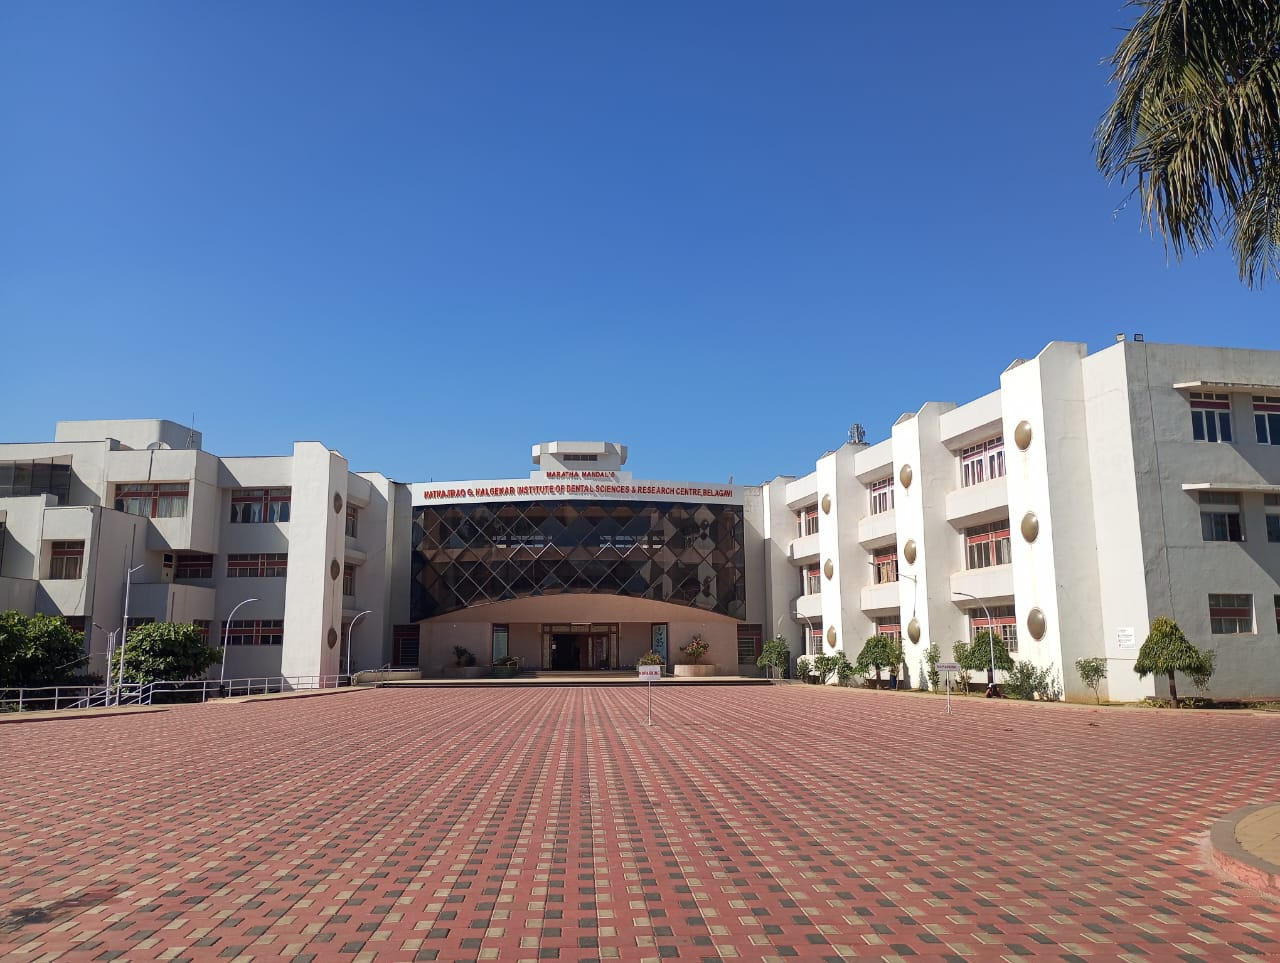 MARATHA MANDAL'S
NATHAJIRAO G. HALGEKAR INSTITUTE OF DENTAL SCIENCES & RESEARCH CENTRE, BELAGAVI